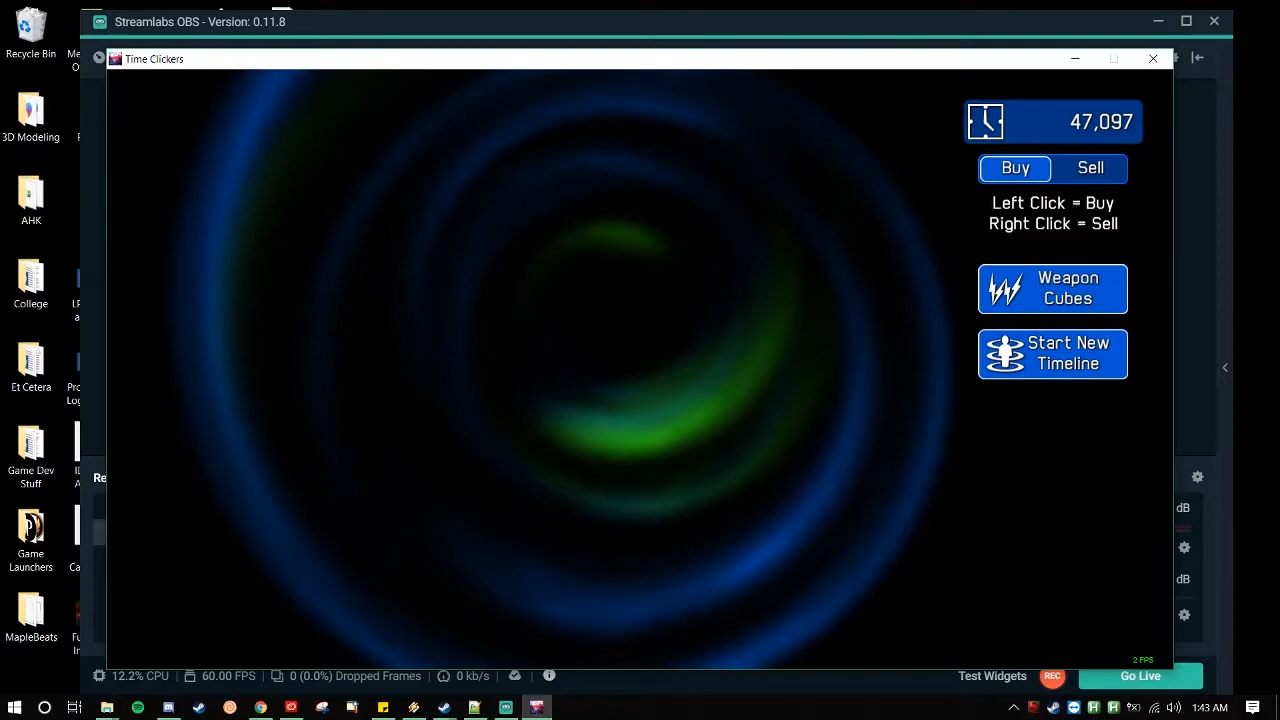 Recycle Bin
3D Modeling
AHK
College
Et Cetera
Game Dev
Stuff
Game
Launchers
MapleBeats
Streamlabs OBS - Version: 0.11.8
Time Clickers
47,097
Buy
Sell
Left Click = Buy
Right Click = Sell
Weapon
Cubes
Start New
Timeline
2 FPS
dB
dB
12.2% CPU
60.00 FPS
0 (0.0%) Dropped Frames
0 kb/s
Test Widgets
REC
Go Live
1:43 AM